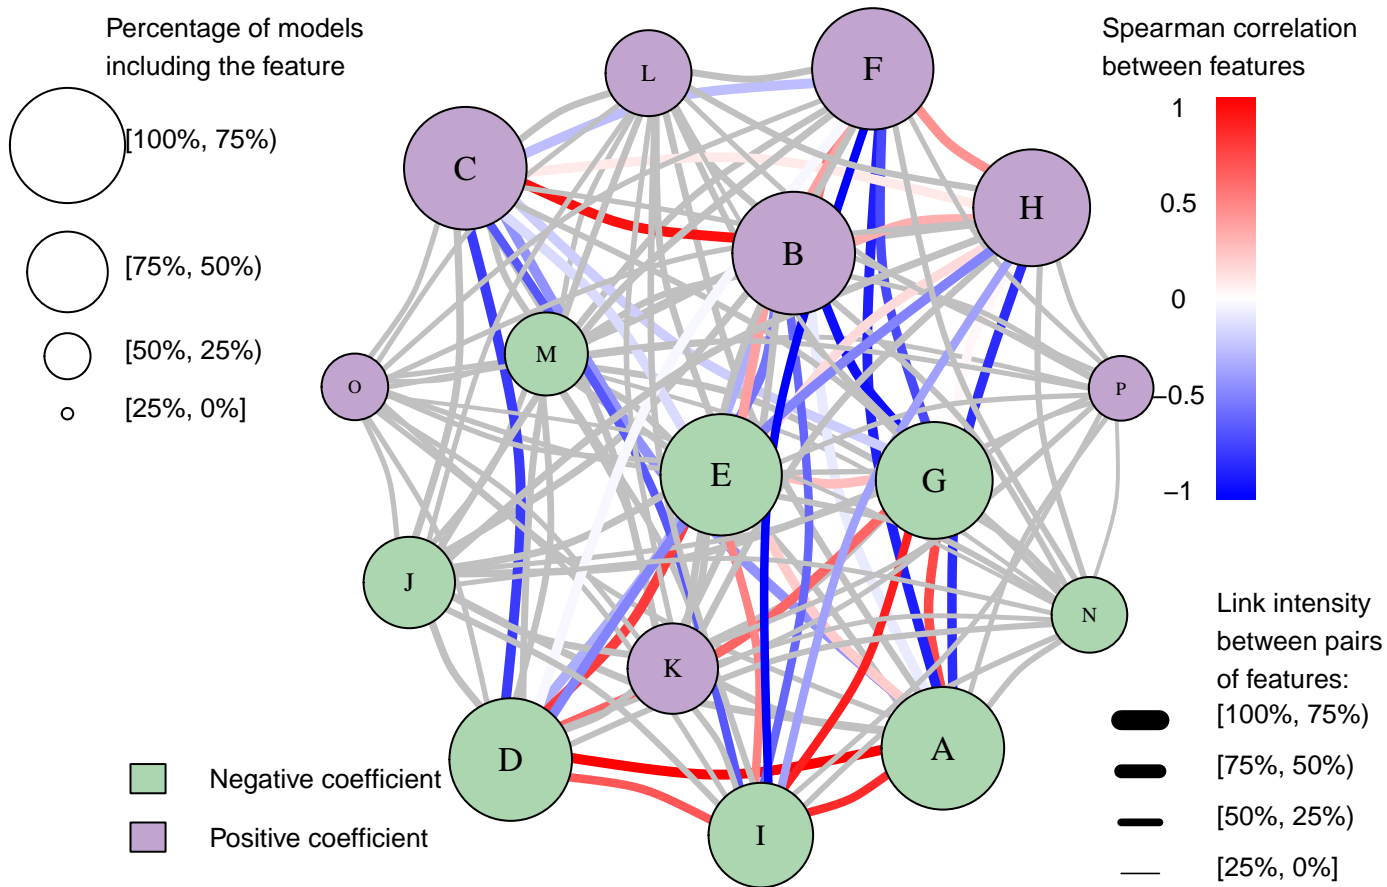 Percentage of models
including the feature
[100%, 75%)
[75%, 50%)
[50%, 25%)
[25%, 0%]
Spearman correlation
between features
1
0.5
0
−0.5
−1
L
F
C
H
B
M
O
P
E
G
J
N
K
D
A
I
Negative coefficient
Positive coefficient
Link intensity
between pairs
of features:
[100%, 75%)
[75%, 50%)
[50%, 25%)
[25%, 0%]